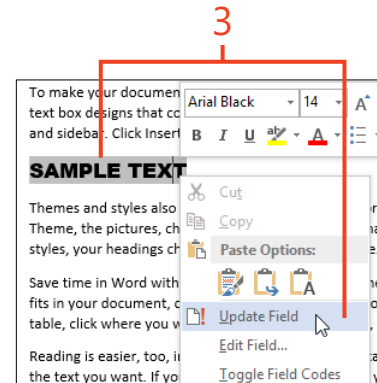 3
To make your documen
text box designs that co
and sidebar. Click Insert
Arial Black 14 A
B I U aby A
SAMPLE TEXT
Cut
Copy
Paste Options:
A
Update Field
Edit Field...
Toggle Field Codes
Themes and styles also
Theme, the pictures, ch
styles, your headings ch
Save time in Word with
fits in your document, c
table, click where you w
Reading is easier, too, i
the text you want. If yo